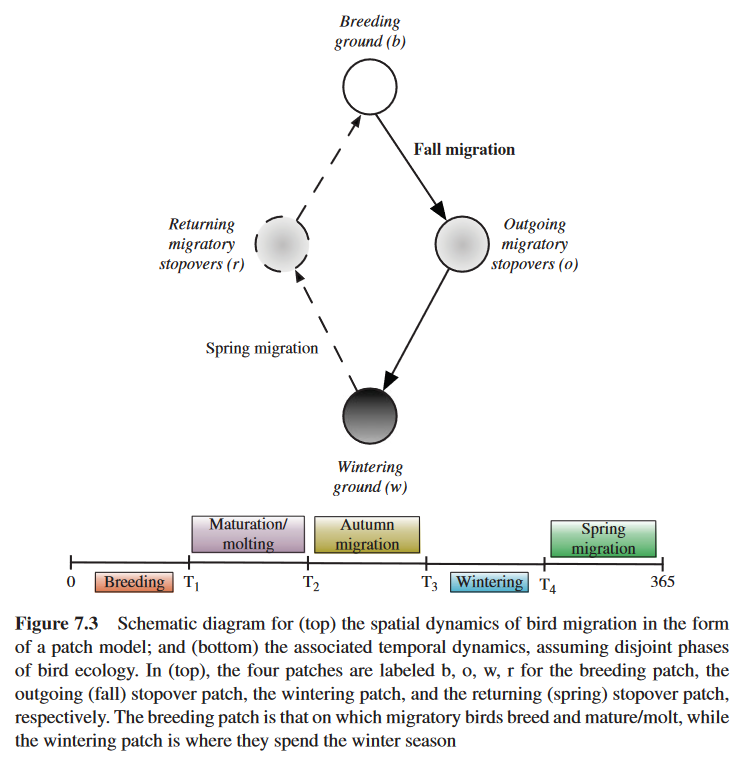 Breeding
ground (b)
Fall migration
Returning
migratory
stopovers (r)
Outgoing
migratory
stopovers (o)
Spring migration
Wintering
ground (w)
Maturation/
molting
Autumn
migration
Spring
migration
0 Breeding T1 T2 T3 Wintering T4 365
Figure 7.3 Schematic diagram for (top) the spatial dynamics of bird migration in the form
of a patch model; and (bottom) the associated temporal dynamics, assuming disjoint phases
of bird ecology. In (top), the four patches are labeled b, o, w, r for the breeding patch, the
outgoing (fall) stopover patch, the wintering patch, and the returning (spring) stopover patch,
respectively. The breeding patch is that on which migratory birds breed and mature/molt, while
the wintering patch is where they spend the winter season